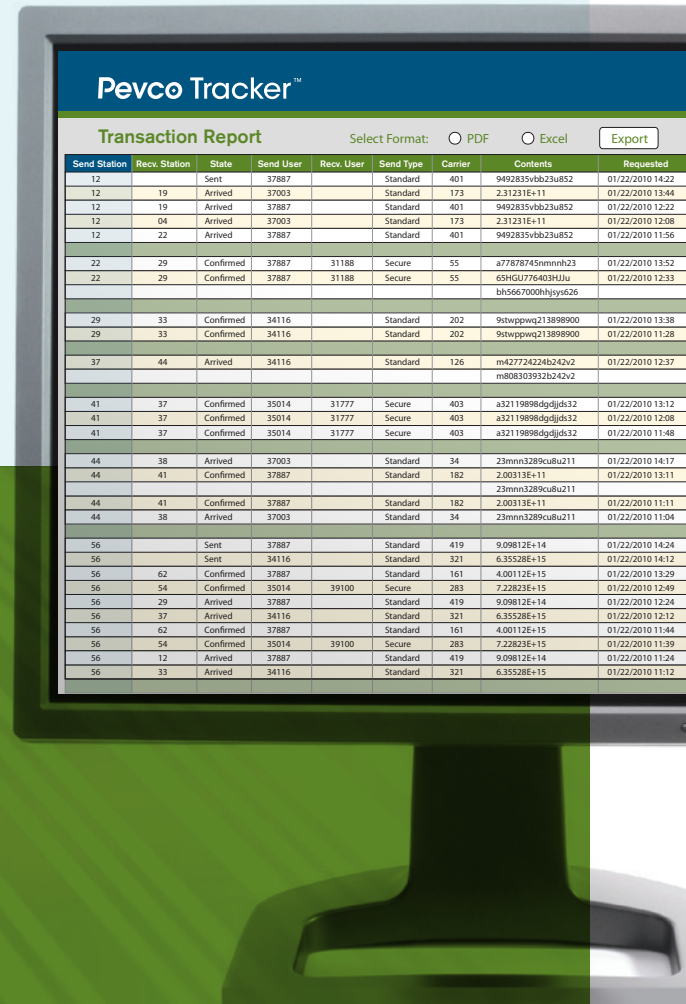 Pevco Tracker™
Transaction Report Select Format: PDF Excel Export
Send Station Recv. Station State Send User Recv. User Send Type Carrier Contents Requested
12 Sent 37887 Standard 401 9492835vbb23u852 01/22/2010 14:22
12 19 Arrived 37003 Standard 173 2.31231E+11 01/22/2010 13:44
12 19 Arrived 37887 Standard 401 9492835vbb23u852 01/22/2010 12:22
12 04 Arrived 37003 Standard 173 2.31231E+11 01/22/2010 12:08
12 22 Arrived 37887 Standard 401 9492835vbb23u852 01/22/2010 11:56
22 29 Confirmed 37887 31188 Secure 55 a77878745nmnnh23 01/22/2010 13:52
22 29 Confirmed 37887 31188 Secure 55 65HGU776403HJJu 01/22/2010 12:33
bh5667000hhjsys626
29 33 Confirmed 34116 Standard 202 9stwppwq213898900 01/22/2010 13:38
29 33 Confirmed 34116 Standard 202 9stwppwq213898900 01/22/2010 11:28
37 44 Arrived 34116 Standard 126 m427724224b242v2 01/22/2010 12:37
m808303932b242v2
41 37 Confirmed 35014 31777 Secure 403 a32119898dgdjjds32 01/22/2010 13:12
41 37 Confirmed 35014 31777 Secure 403 a32119898dgdjjds32 01/22/2010 12:08
41 37 Confirmed 35014 31777 Secure 403 a32119898dgdjjds32 01/22/2010 11:48
44 38 Arrived 37003 Standard 34 23mnn3289cu8u211 01/22/2010 14:17
44 41 Confirmed 37887 Standard 182 2.00313E+11 01/22/2010 13:11
23mnn3289cu8u211
44 41 Confirmed 37887 Standard 182 2.00313E+11 01/22/2010 11:11
44 38 Arrived 37003 Standard 34 23mnn3289cu8u211 01/22/2010 11:04
56 Sent 37887 Standard 419 9.09812E+14 01/22/2010 14:24
56 Sent 34116 Standard 321 6.35528E+15 01/22/2010 14:12
56 62 Confirmed 37887 Standard 161 4.00112E+15 01/22/2010 13:29
56 54 Confirmed 35014 39100 Secure 283 7.22823E+15 01/22/2010 12:49
56 29 Arrived 37887 Standard 419 9.09812E+14 01/22/2010 12:24
56 37 Arrived 34116 Standard 321 6.35528E+15 01/22/2010 12:12
56 62 Confirmed 37887 Standard 161 4.00112E+15 01/22/2010 11:44
56 54 Confirmed 35014 39100 Secure 283 7.22823E+15 01/22/2010 11:39
56 12 Arrived 37887 Standard 419 9.09812E+14 01/22/2010 11:24
56 33 Arrived 34116 Standard 321 6.35528E+15 01/22/2010 11:12